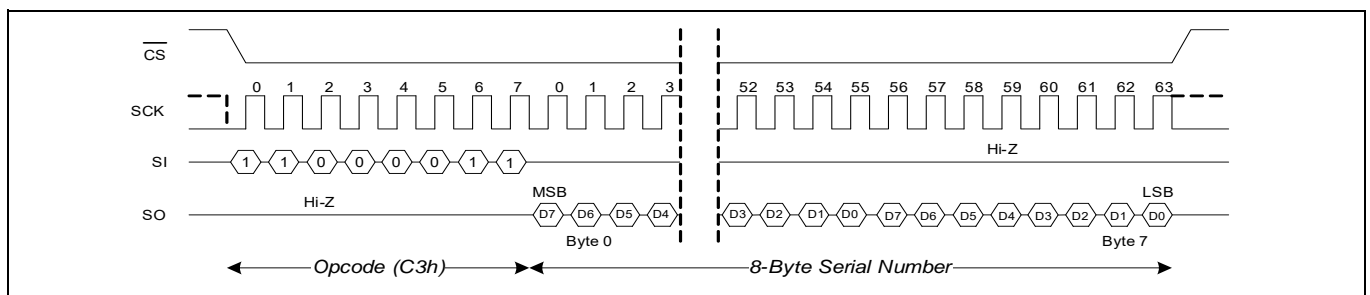 CS
0 1 2 3 4 5 6 7 0 1 2 3 52 53 54 55 56 57 58 59 60 61 62 63
SCK
Hi-Z
SI 1 1 0 0 0 0 1 1
MSB LSB
Hi-Z
SO D7 D6 D5 D4 D3 D2 D1 D0 D7 D6 D5 D4 D3 D2 D1 D0
Byte 0 Byte 7
Opcode (C3h) 8-Byte Serial Number